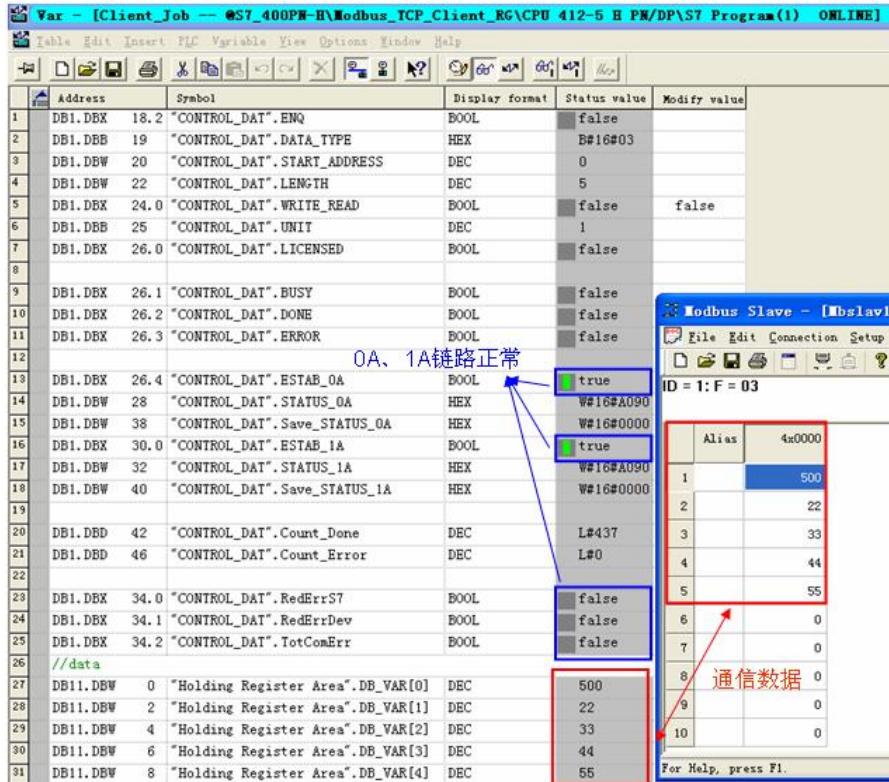 Var - [Client_Job -- @S7_400PN-H\Modbus_TCP_Client_RG\CPU 412-5 H PN/DP\S7 Program(1) ONLINE]
Table Edit Insert PLC Variable View Options Window Help
Address Symbol Display format Status value Modify value
1 DB1.DBX 18.2 "CONTROL_DAT".ENQ BOOL false
2 DB1.DBB 19 "CONTROL_DAT".DATA_TYPE HEX B#16#03
3 DB1.DBW 20 "CONTROL_DAT".START_ADDRESS DEC 0
4 DB1.DBW 22 "CONTROL_DAT".LENGTH DEC 5
5 DB1.DBX 24.0 "CONTROL_DAT".WRITE_READ BOOL false false
6 DB1.DBB 25 "CONTROL_DAT".UNIT DEC 1
7 DB1.DBX 26.0 "CONTROL_DAT".LICENSED BOOL false
8
9 DB1.DBX 26.1 "CONTROL_DAT".BUSY BOOL false
10 DB1.DBX 26.2 "CONTROL_DAT".DONE BOOL false
11 DB1.DBX 26.3 "CONTROL_DAT".ERROR BOOL false
12
0A、1A链路正常
13 DB1.DBX 26.4 "CONTROL_DAT".ESTAB_0A BOOL true
14 DB1.DBW 28 "CONTROL_DAT".STATUS_0A HEX W#16#A090
15 DB1.DBW 38 "CONTROL_DAT".Save_STATUS_0A HEX W#16#0000
16 DB1.DBX 30.0 "CONTROL_DAT".ESTAB_1A BOOL true
17 DB1.DBW 32 "CONTROL_DAT".STATUS_1A HEX W#16#A090
18 DB1.DBW 40 "CONTROL_DAT".Save_STATUS_1A HEX W#16#0000
19
20 DB1.DBD 42 "CONTROL_DAT".Count_Done DEC L#437
21 DB1.DBD 46 "CONTROL_DAT".Count_Error DEC L#0
22
23 DB1.DBX 34.0 "CONTROL_DAT".RedErrS7 BOOL false
24 DB1.DBX 34.1 "CONTROL_DAT".RedErrDev BOOL false
25 DB1.DBX 34.2 "CONTROL_DAT".TotComErr BOOL false
26 //data
27 DB11.DBW 0 "Holding Register Area".DB_VAR[0] DEC 500
28 DB11.DBW 2 "Holding Register Area".DB_VAR[1] DEC 22
29 DB11.DBW 4 "Holding Register Area".DB_VAR[2] DEC 33
30 DB11.DBW 6 "Holding Register Area".DB_VAR[3] DEC 44
31 DB11.DBW 8 "Holding Register Area".DB_VAR[4] DEC 55
Modbus Slave - [Mbslav1
File Edit Connection Setup
ID = 1: F = 03
Alias 4x0000
1 500
2 22
3 33
4 44
5 55
6 0
7 0
8 0
通信数据
9 0
10 0
For Help, press F1.